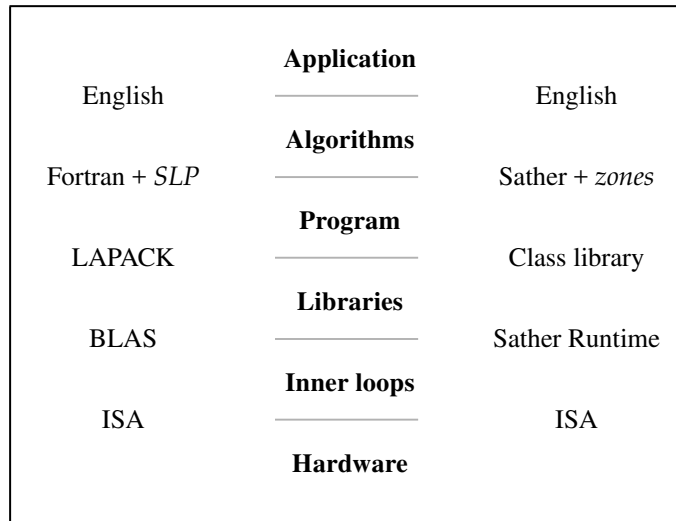 Application
English English
Algorithms
Fortran + SLP Sather + zones
Program
LAPACK Class library
Libraries
BLAS Sather Runtime
Inner loops
ISA ISA
Hardware